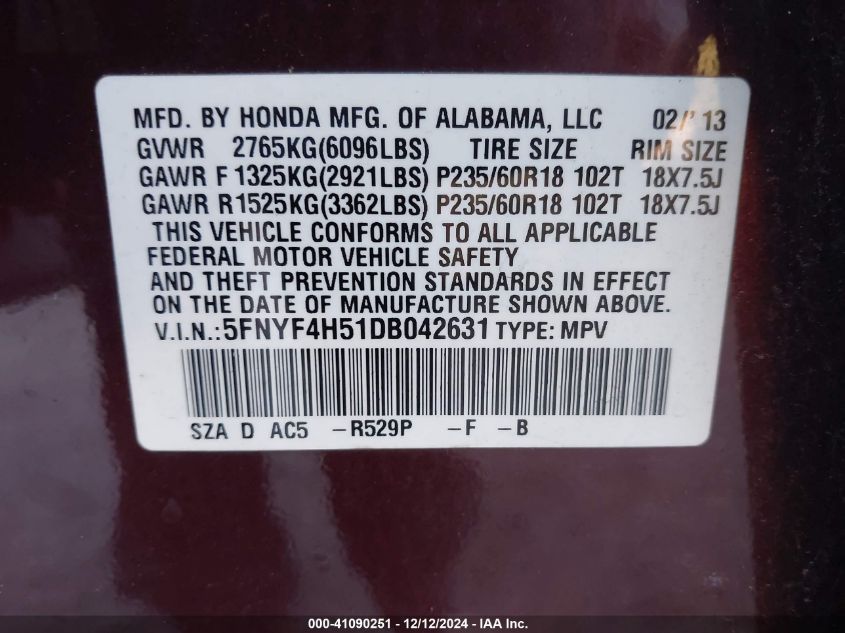 MFD. BY HONDA MFG. OF ALABAMA, LLC 02/'13
GVWR 2765KG(6096LBS) TIRE SIZE RIM SIZE
GAWR F 1325KG(2921LBS) P235/60R18 102T 18X7.5J
GAWR R 1525KG(3362LBS) P235/60R18 102T 18X7.5J
THIS VEHICLE CONFORMS TO ALL APPLICABLE
FEDERAL MOTOR VEHICLE SAFETY
AND THEFT PREVENTION STANDARDS IN EFFECT
ON THE DATE OF MANUFACTURE SHOWN ABOVE.
V.I.N.:5FNYF4H51DB042631 TYPE: MPV
SZA D AC5 -R529P -F -B
000-41090251 - 12/12/2024 - IAA Inc.